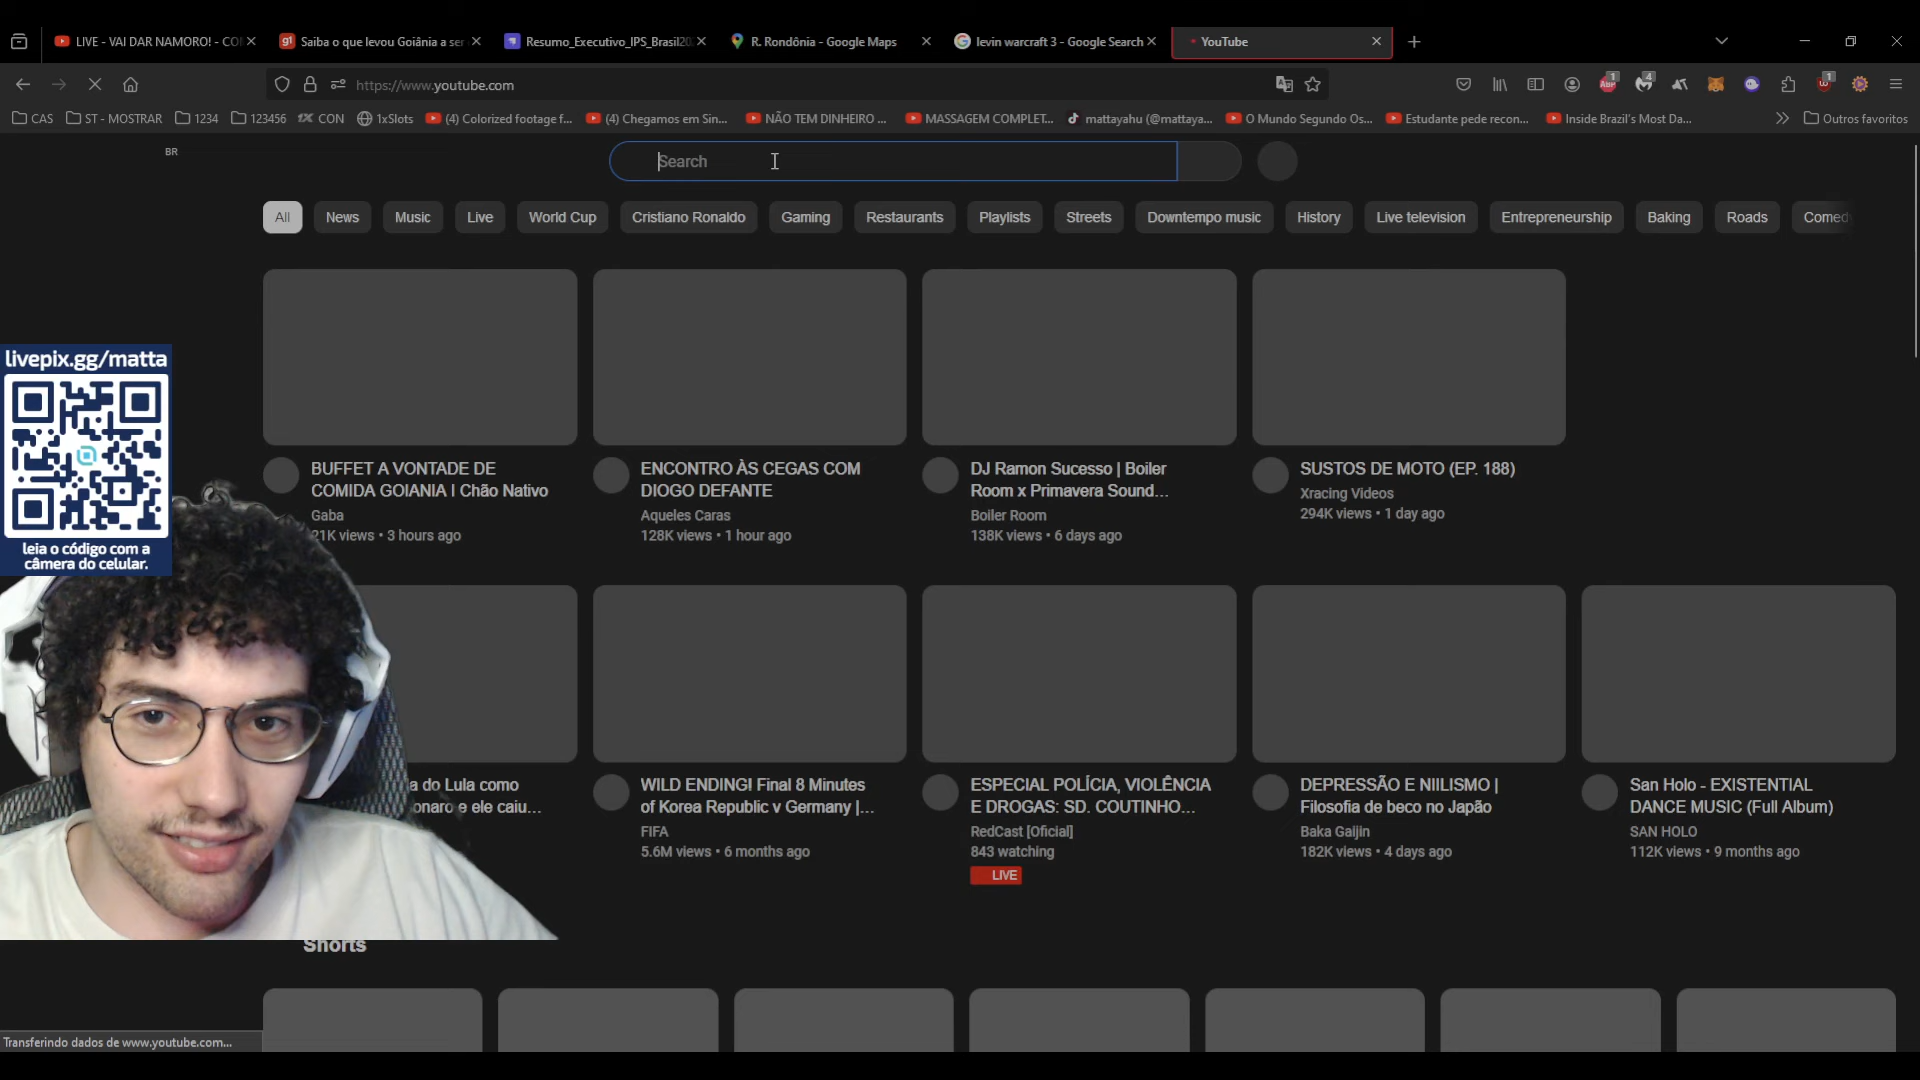 LIVE - VAI DAR NAMORO! - CO
Saiba o que levou Goiânia a ser
Resumo_Executivo_IPS_Brasil20
R. Rondônia - Google Maps
levin warcraft 3 - Google Search
YouTube
https://www.youtube.com
CAS
ST - MOSTRAR
1234
123456
CON
1xSlots
(4) Colorized footage f...
(4) Chegamos em Sin...
NÃO TEM DINHEIRO ...
MASSAGEM COMPLET...
mattayahu (@mattaya...
O Mundo Segundo Os...
Estudante pede recon...
Inside Brazil's Most Da...
Outros favoritos
BR
Search
All
News
Music
Live
World Cup
Cristiano Ronaldo
Gaming
Restaurants
Playlists
Streets
Downtempo music
History
Live television
Entrepreneurship
Baking
Roads
Comed
livepix.gg/matta
leia o código com a
câmera do celular.
BUFFET A VONTADE DE
COMIDA GOIANIA I Chão Nativo
Gaba
21K views • 3 hours ago
ENCONTRO ÀS CEGAS COM
DIOGO DEFANTE
Aqueles Caras
128K views • 1 hour ago
DJ Ramon Sucesso | Boiler
Room x Primavera Sound...
Boiler Room
138K views • 6 days ago
SUSTOS DE MOTO (EP. 188)
Xracing Videos
294K views • 1 day ago
a do Lula como
onaro e ele caiu...
WILD ENDING! Final 8 Minutes
of Korea Republic v Germany |...
FIFA
5.6M views • 6 months ago
ESPECIAL POLÍCIA, VIOLÊNCIA
E DROGAS: SD. COUTINHO...
RedCast [Oficial]
843 watching
LIVE
DEPRESSÃO E NIILISMO |
Filosofia de beco no Japão
Baka Gaijin
182K views • 4 days ago
San Holo - EXISTENTIAL
DANCE MUSIC (Full Album)
SAN HOLO
112K views • 9 months ago
Shorts
Transferindo dados de www.youtube.com...